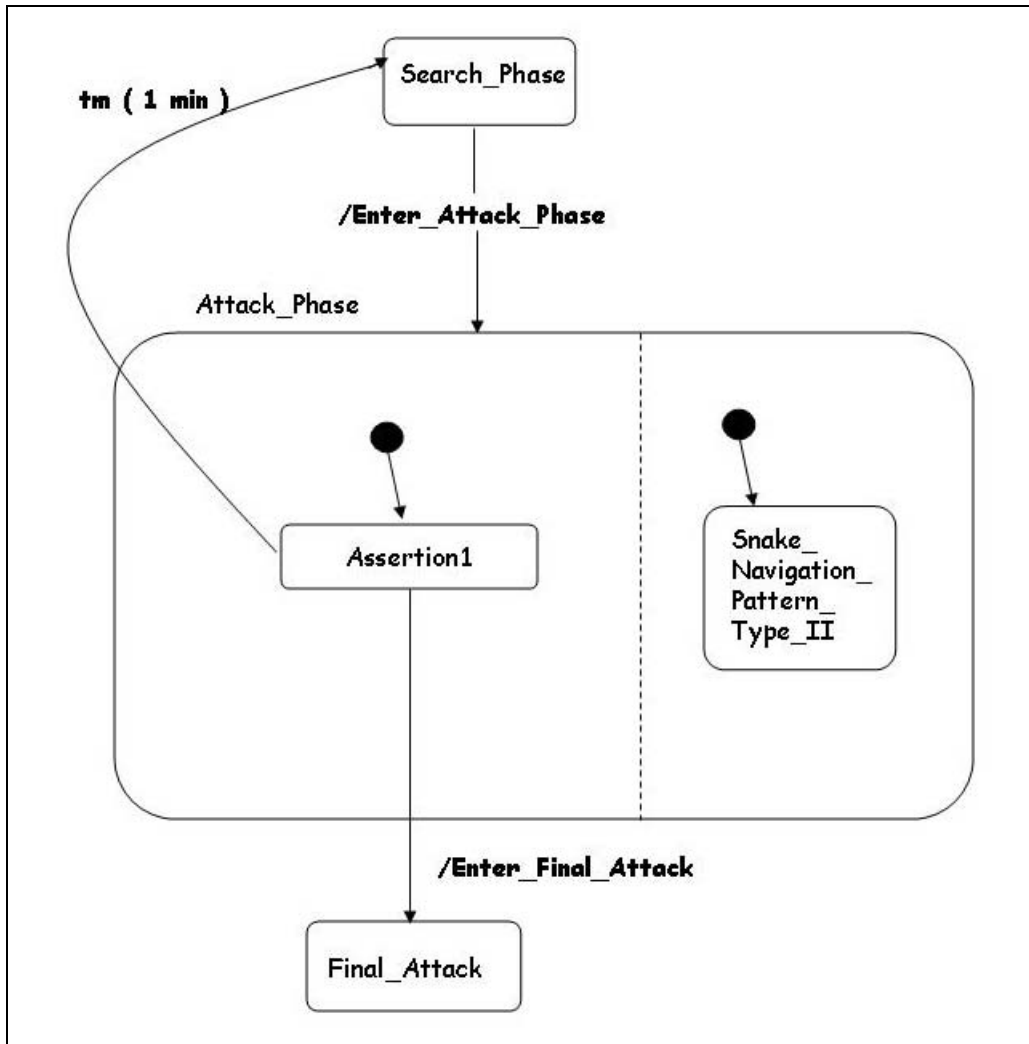 Search_Phase
tm ( 1 min )
/Enter_Attack_Phase
Attack_Phase
Assertion1
Snake_
Navigation_
Pattern_
Type_II
/Enter_Final_Attack
Final_Attack